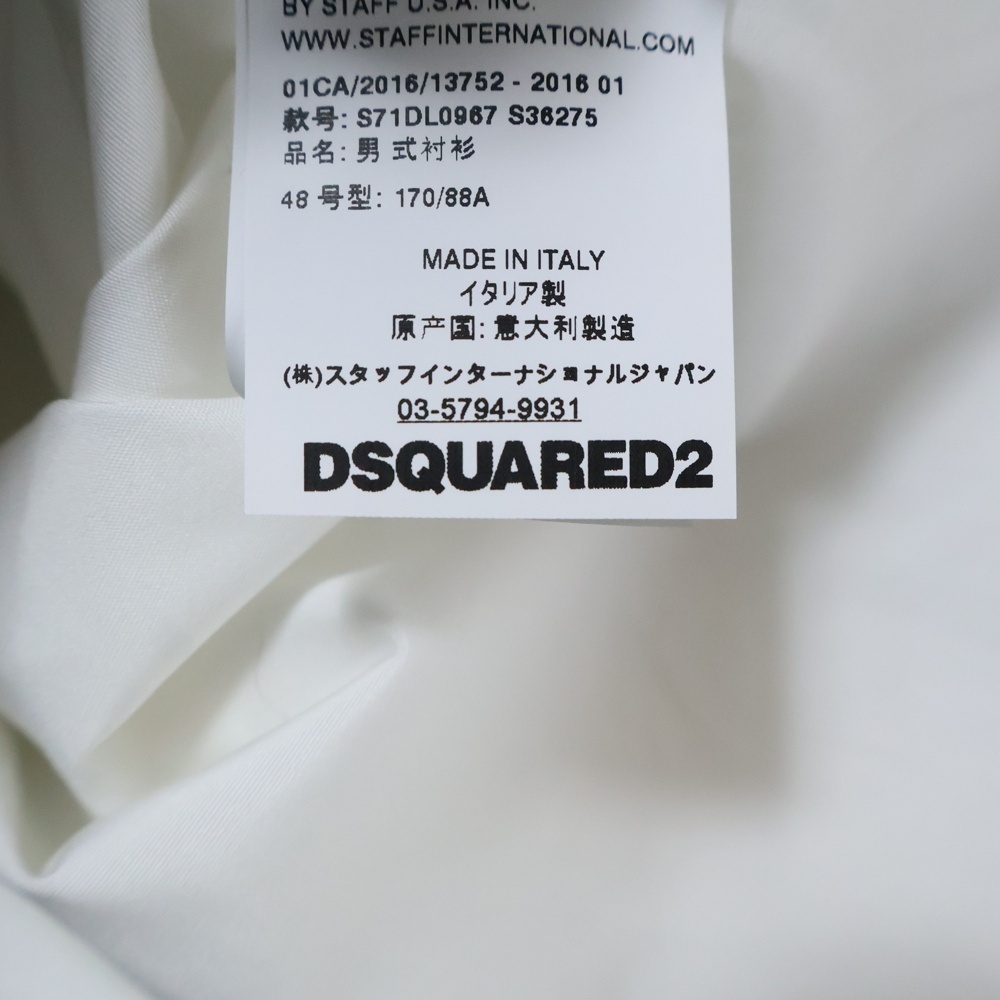 BY STAFF U.S.A. INC.
WWW.STAFFINTERNATIONAL.COM
01CA/2016/13752 - 2016 01
款号: S71DL0967 S36275
品名: 男 式衬衫
48 号型: 170/88A
MADE IN ITALY
イタリア製
原产国: 意大利製造
(株)スタッフインターナショナルジャパン
03-5794-9931
DSQUARED2